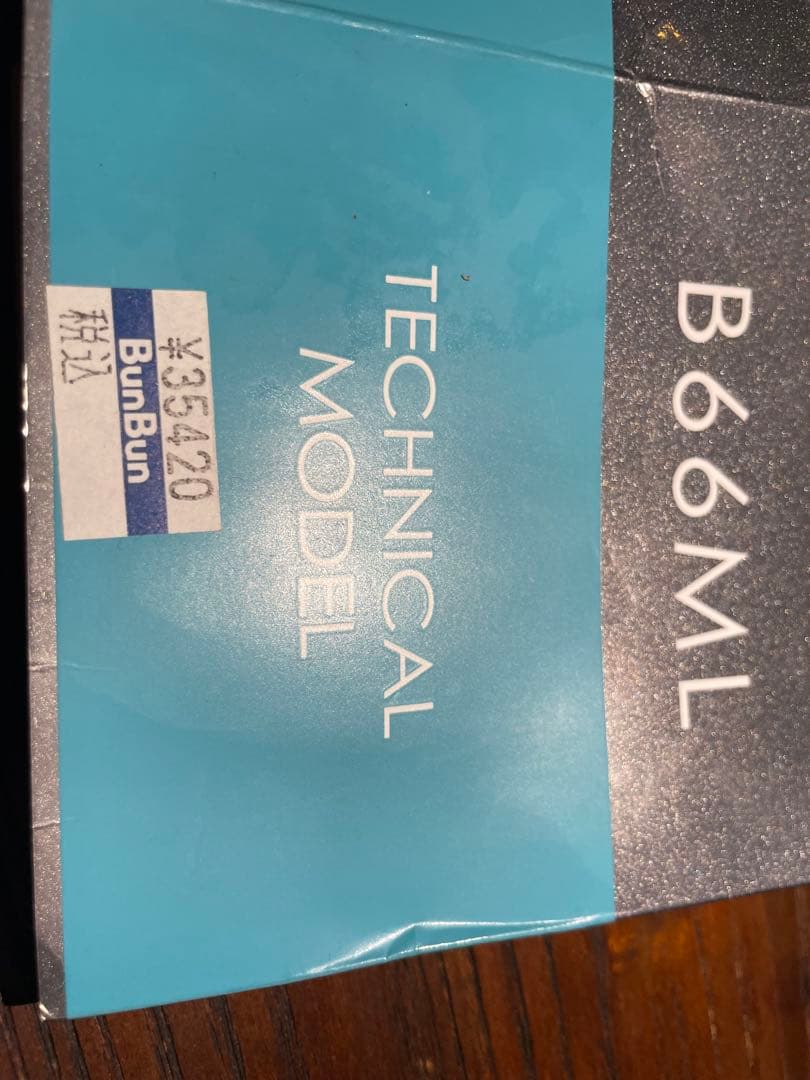 B66ML
TECHNICAL
MODEL
¥35420
BunBun
税込